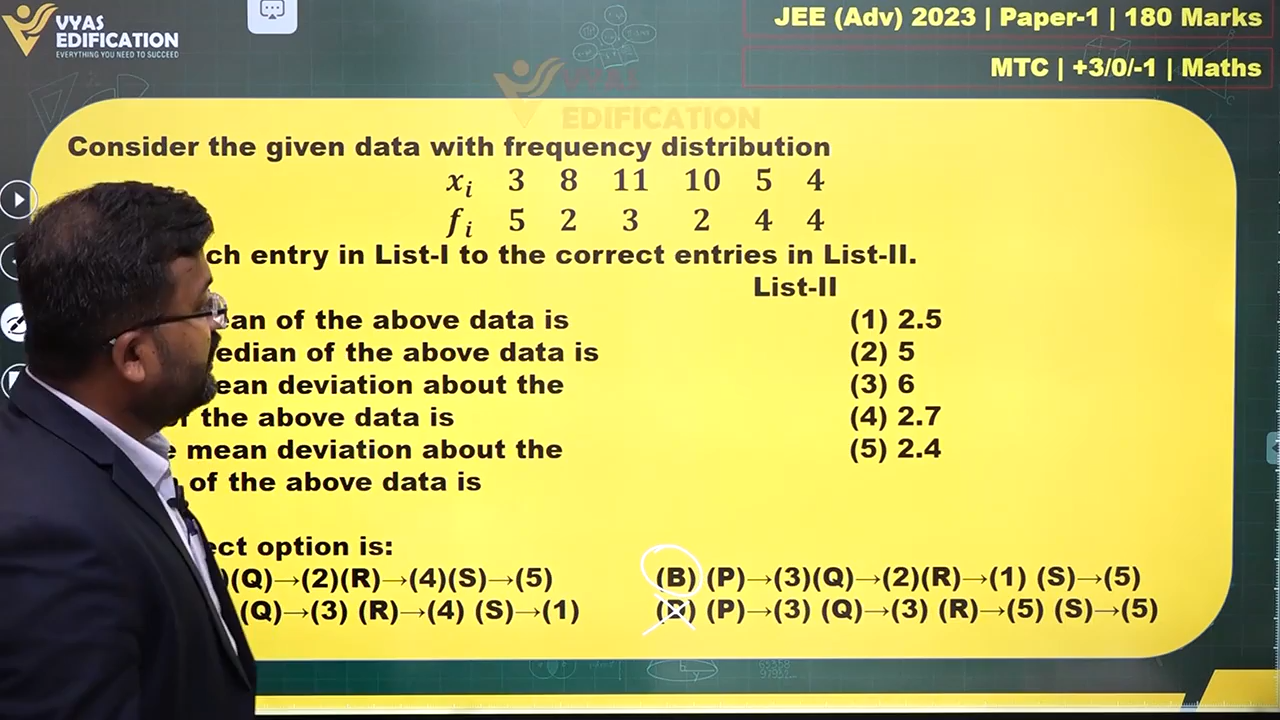 VYAS
EDIFICATION
EVERYTHING YOU NEED TO SUCCEED
JEE (Adv) 2023 | Paper-1 | 180 Marks
MTC | +3/0/-1 | Maths
VYAS
EDIFICATION
Consider the given data with frequency distribution
xᵢ 3 8 11 10 5 4
fᵢ 5 2 3 2 4 4
ch entry in List-I to the correct entries in List-II.
List-II
an of the above data is (1) 2.5
edian of the above data is (2) 5
ean deviation about the (3) 6
of the above data is (4) 2.7
e mean deviation about the (5) 2.4
of the above data is
ect option is:
)(Q)→(2)(R)→(4)(S)→(5) (B) (P)→(3)(Q)→(2)(R)→(1) (S)→(5)
(Q)→(3) (R)→(4) (S)→(1) (D) (P)→(3) (Q)→(3) (R)→(5) (S)→(5)